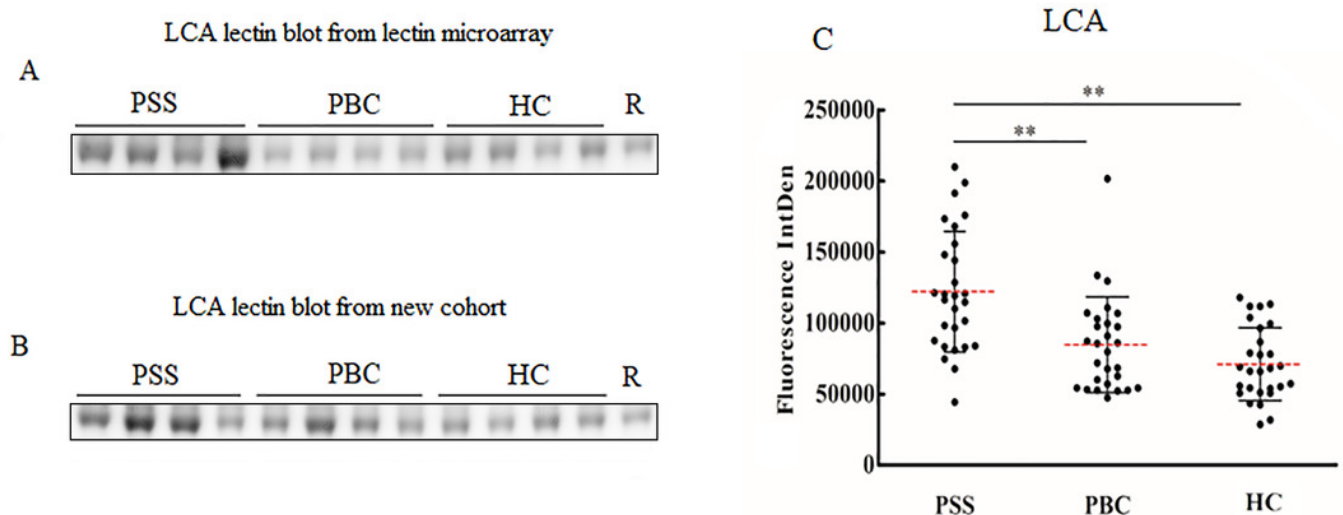 LCA lectin blot from lectin microarray
A
PSS PBC HC R
LCA lectin blot from new cohort
B
PSS PBC HC R
C
LCA
**
**
Fluorescence IntDen
250000
200000
150000
100000
50000
0
PSS PBC HC